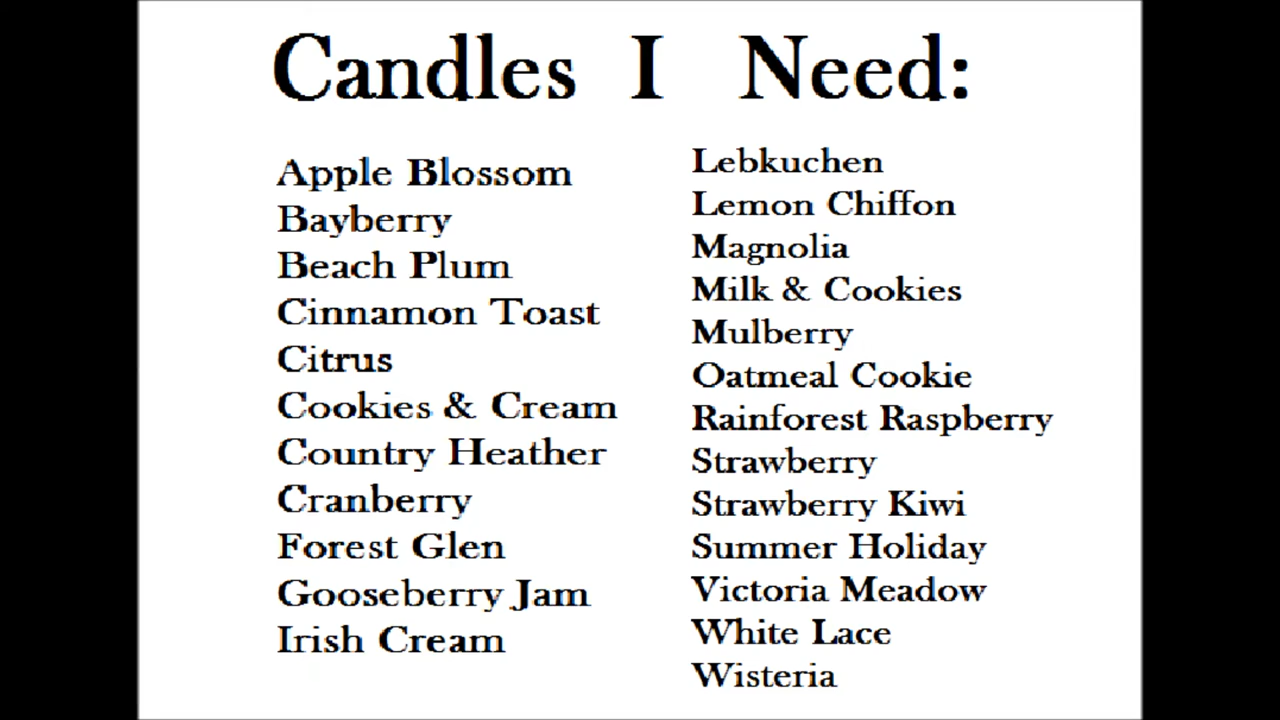 Candles I Need:
Apple Blossom
Bayberry
Beach Plum
Cinnamon Toast
Citrus
Cookies & Cream
Country Heather
Cranberry
Forest Glen
Gooseberry Jam
Irish Cream
Lebkuchen
Lemon Chiffon
Magnolia
Milk & Cookies
Mulberry
Oatmeal Cookie
Rainforest Raspberry
Strawberry
Strawberry Kiwi
Summer Holiday
Victoria Meadow
White Lace
Wisteria